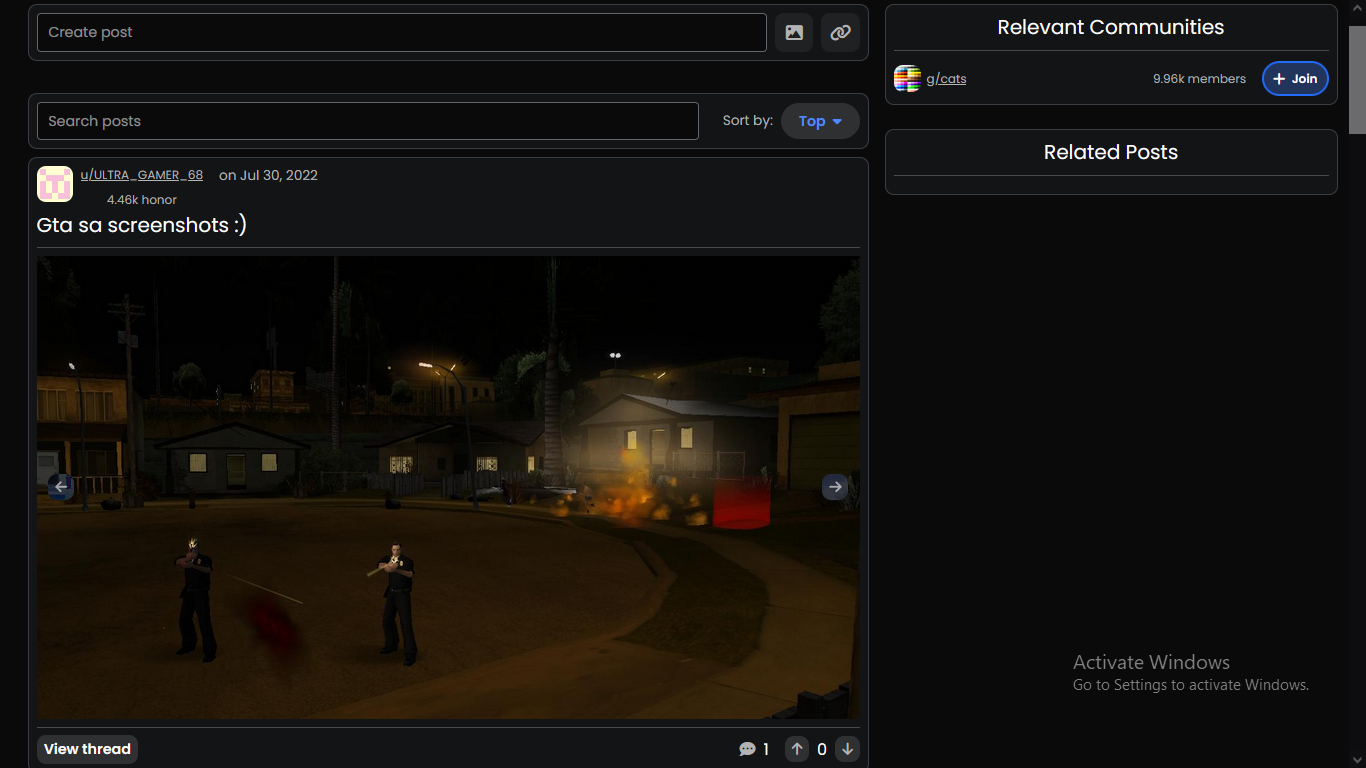 Create post
Search posts
Sort by: Top
u/ULTRA_GAMER_68 on Jul 30, 2022
4.46k honor
Gta sa screenshots :)
View thread
1
0
Relevant Communities
g/cats 9.96k members + Join
Related Posts
Activate Windows
Go to Settings to activate Windows.